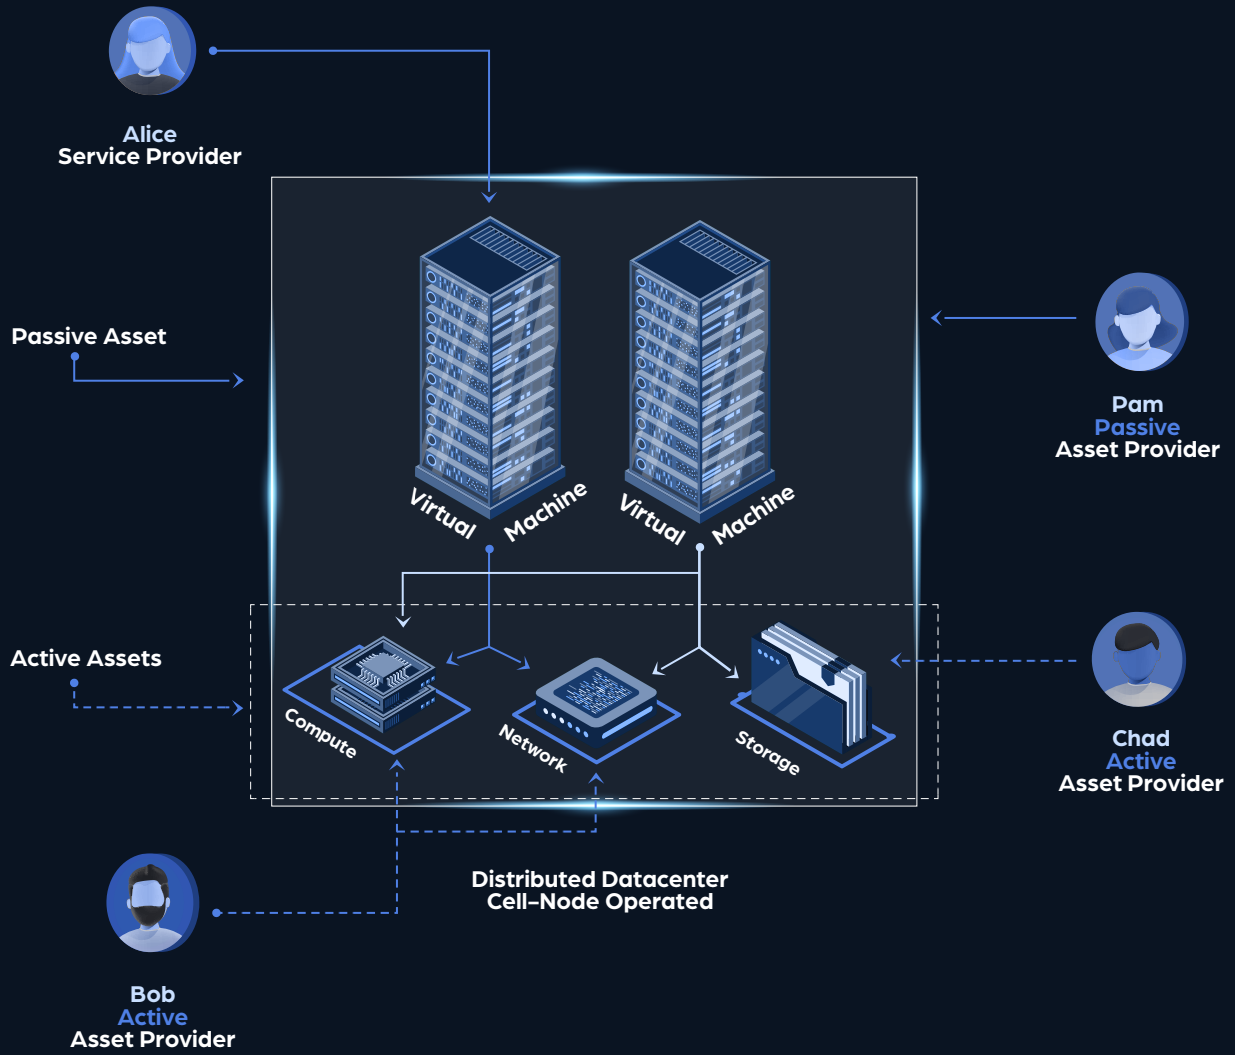 Alice
Service Provider
Passive Asset
Pam
Passive
Asset Provider
Virtual Machine
Virtual Machine
Active Assets
Compute
Network
Storage
Chad
Active
Asset Provider
Distributed Datacenter
Cell-Node Operated
Bob
Active
Asset Provider